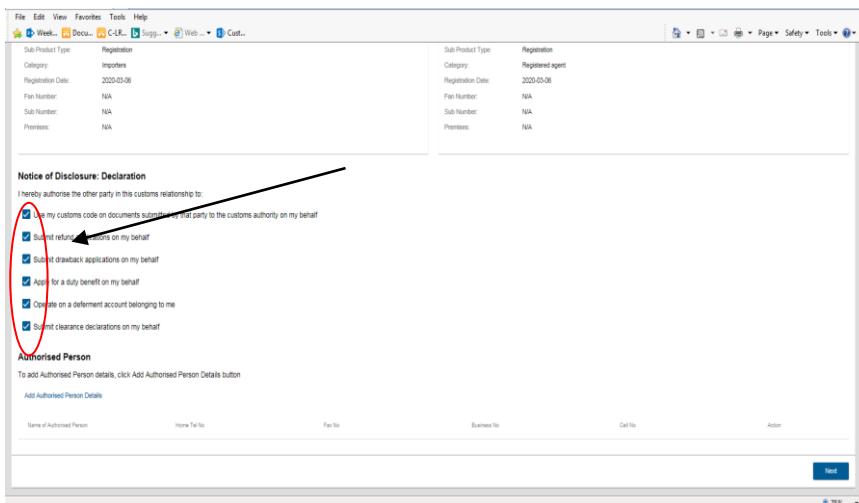 File Edit View Favorites Tools Help
Week... Docu... C-LR... Sugg... Web ... Cust... Page Safety Tools
Sub Product Type: Registration Sub Product Type: Registration
Category: Importers Category: Registered agent
Registration Date: 2020-03-06 Registration Date: 2020-03-06
Fan Number: N/A Fan Number: N/A
Sub Number: N/A Sub Number: N/A
Premises: N/A Premises: N/A
Notice of Disclosure: Declaration
I hereby authorise the other party in this customs relationship to:
Use my customs code on documents submitted by that party to the customs authority on my behalf
Submit refund applications on my behalf
Submit drawback applications on my behalf
Apply for a duty benefit on my behalf
Operate on a deferment account belonging to me
Submit clearance declarations on my behalf
Authorised Person
To add Authorised Person details, click Add Authorised Person Details button
Add Authorised Person Details
Name of Authorised Person Home Tel No Fax No Business No Cell No Action
Next